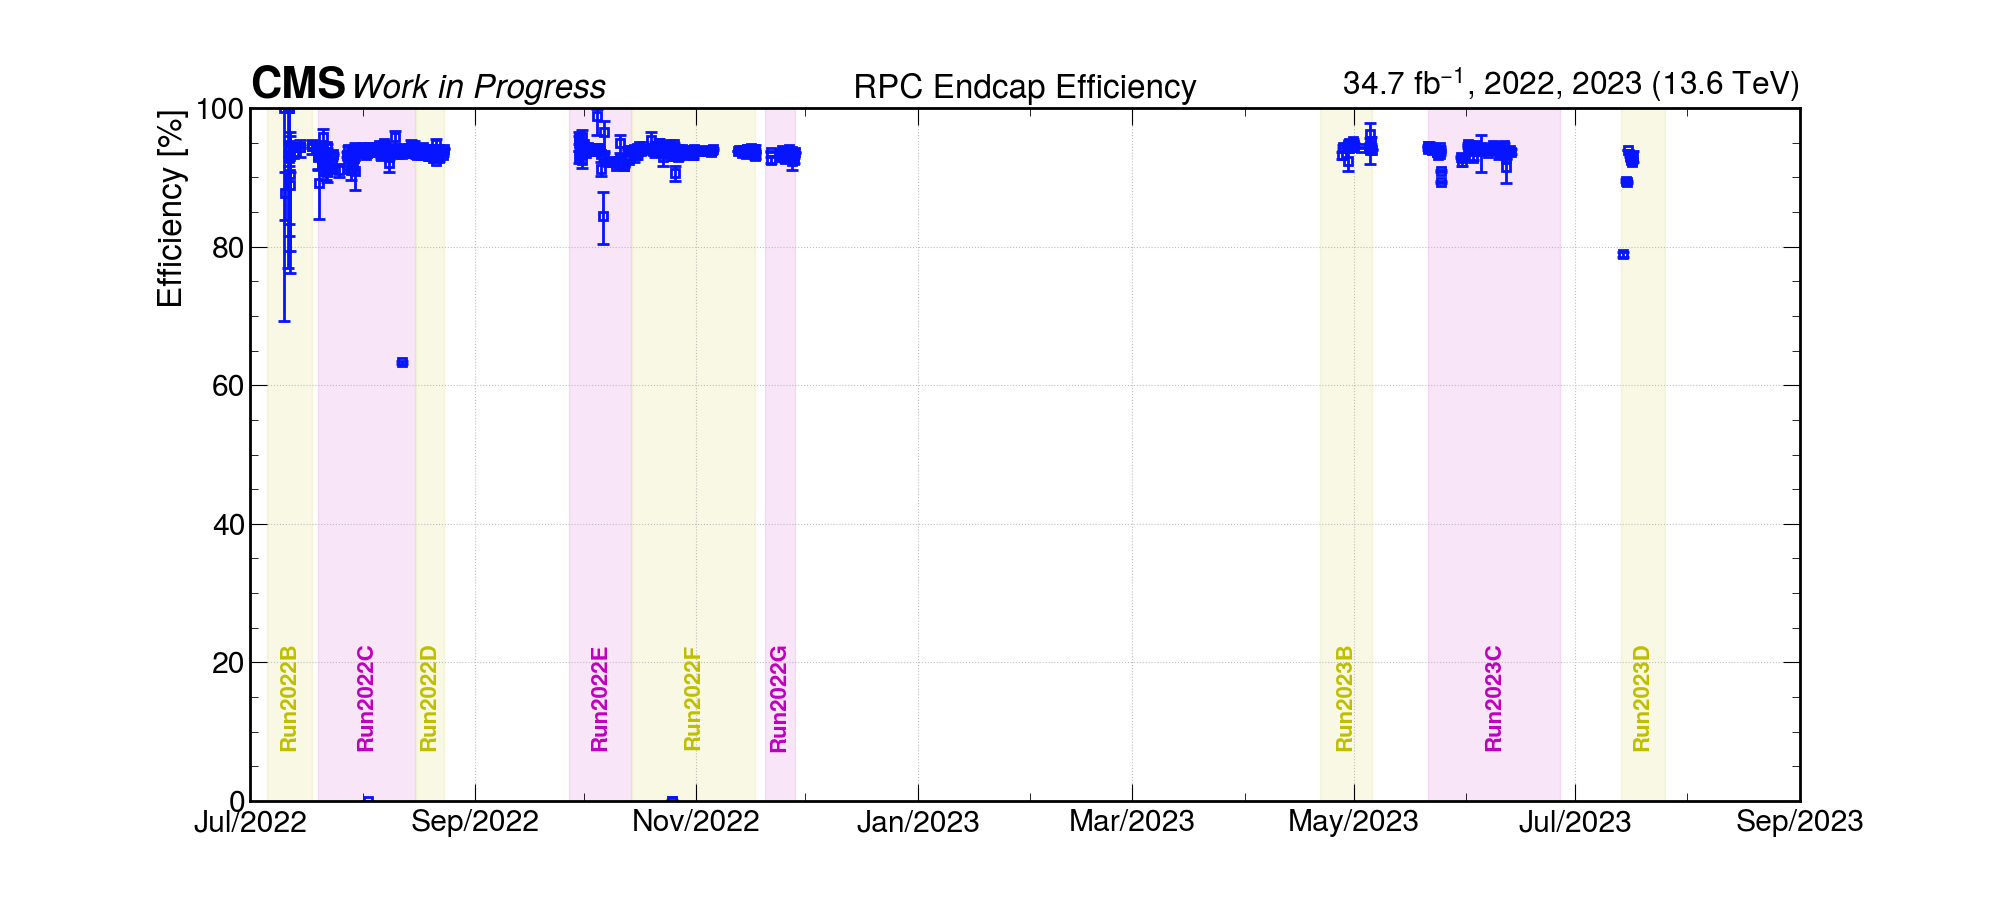 CMS Work in Progress RPC Endcap Efficiency 34.7 fb⁻¹, 2022, 2023 (13.6 TeV)
Efficiency [%]
100
80
60
40
20
0
Run2022B Run2022C Run2022D Run2022E Run2022F Run2022G Run2023B Run2023C Run2023D
Jul/2022 Sep/2022 Nov/2022 Jan/2023 Mar/2023 May/2023 Jul/2023 Sep/2023